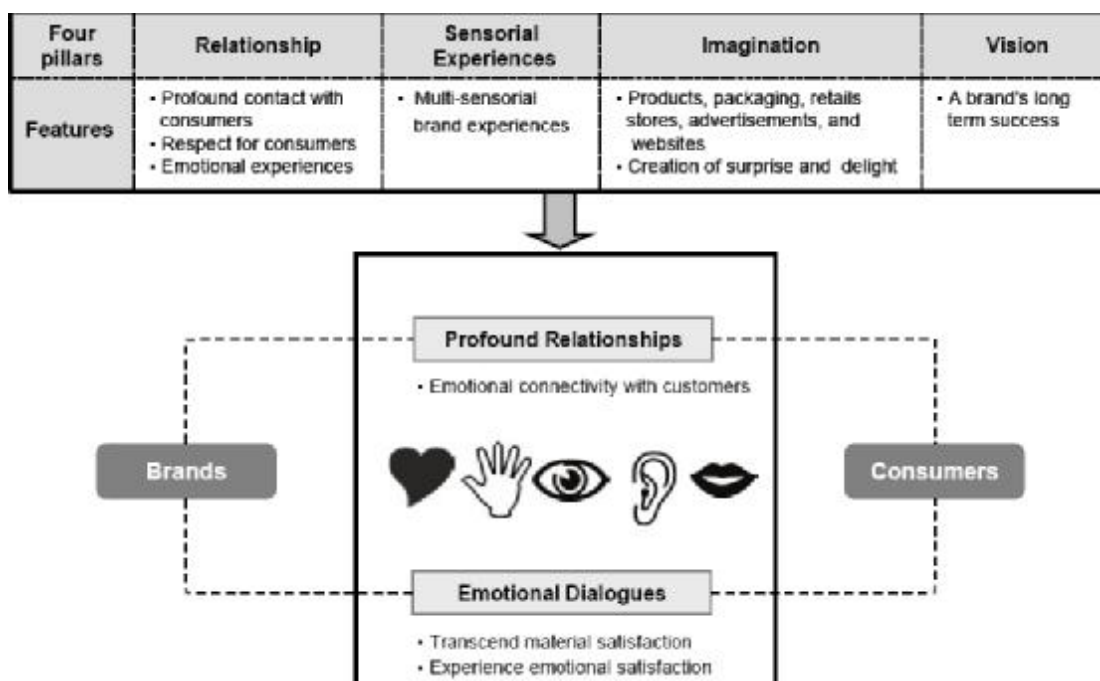 Four pillars
Relationship
Sensorial Experiences
Imagination
Vision
Features
• Profound contact with
consumers
• Respect for consumers
• Emotional experiences
• Multi-sensorial
brand experiences
• Products, packaging, retails
stores, advertisements, and
websites
• Creation of surprise and delight
• A brand's long
term success
Profound Relationships
• Emotional connectivity with customers
Brands
Consumers
Emotional Dialogues
• Transcend material satisfaction
• Experience emotional satisfaction